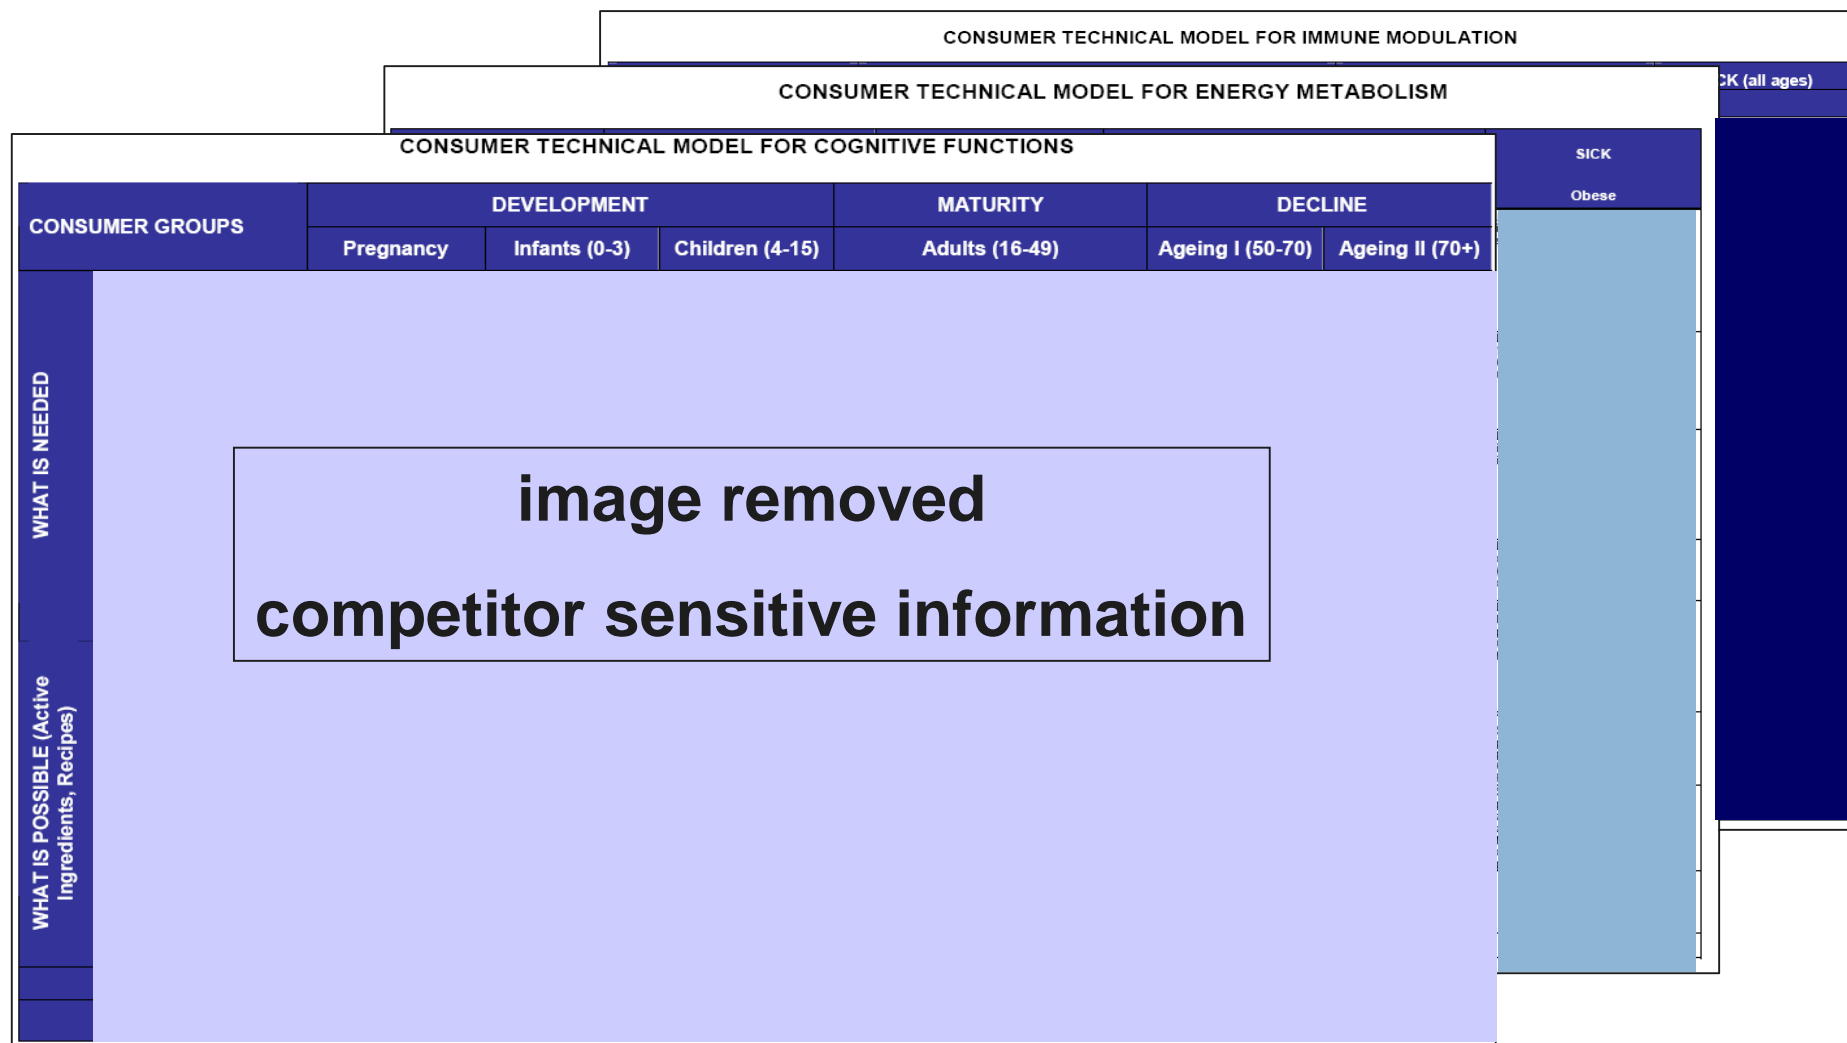 CONSUMER TECHNICAL MODEL FOR IMMUNE MODULATION
CK (all ages)
CONSUMER TECHNICAL MODEL FOR ENERGY METABOLISM
SICK
Obese
CONSUMER TECHNICAL MODEL FOR COGNITIVE FUNCTIONS
CONSUMER GROUPS
DEVELOPMENT
MATURITY
DECLINE
Pregnancy
Infants (0-3)
Children (4-15)
Adults (16-49)
Ageing I (50-70)
Ageing II (70+)
WHAT IS NEEDED
image removed
competitor sensitive information
WHAT IS POSSIBLE (Active
Ingredients, Recipes)